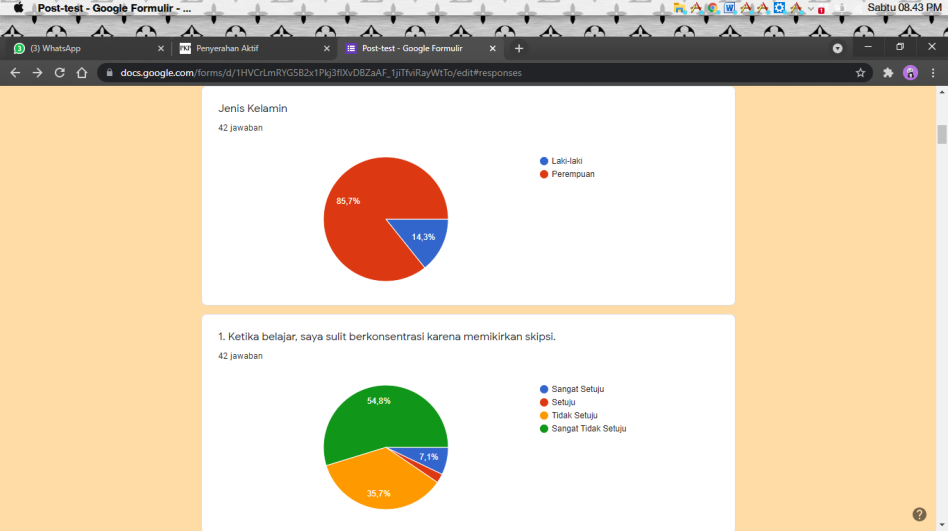 Post-test - Google Formulir - ...
Sabtu 08.43 PM
(3) WhatsApp
Penyerahan Aktif
Post-test - Google Formulir
docs.google.com/forms/d/1HVCrLmRYG5B2x1Pkj3flXvDBZaAF_1jiTfviRayWtTo/edit#responses
Jenis Kelamin
42 jawaban
Laki-laki
Perempuan
85,7%
14,3%
1. Ketika belajar, saya sulit berkonsentrasi karena memikirkan skipsi.
42 jawaban
Sangat Setuju
Setuju
Tidak Setuju
Sangat Tidak Setuju
54,8%
7,1%
35,7%